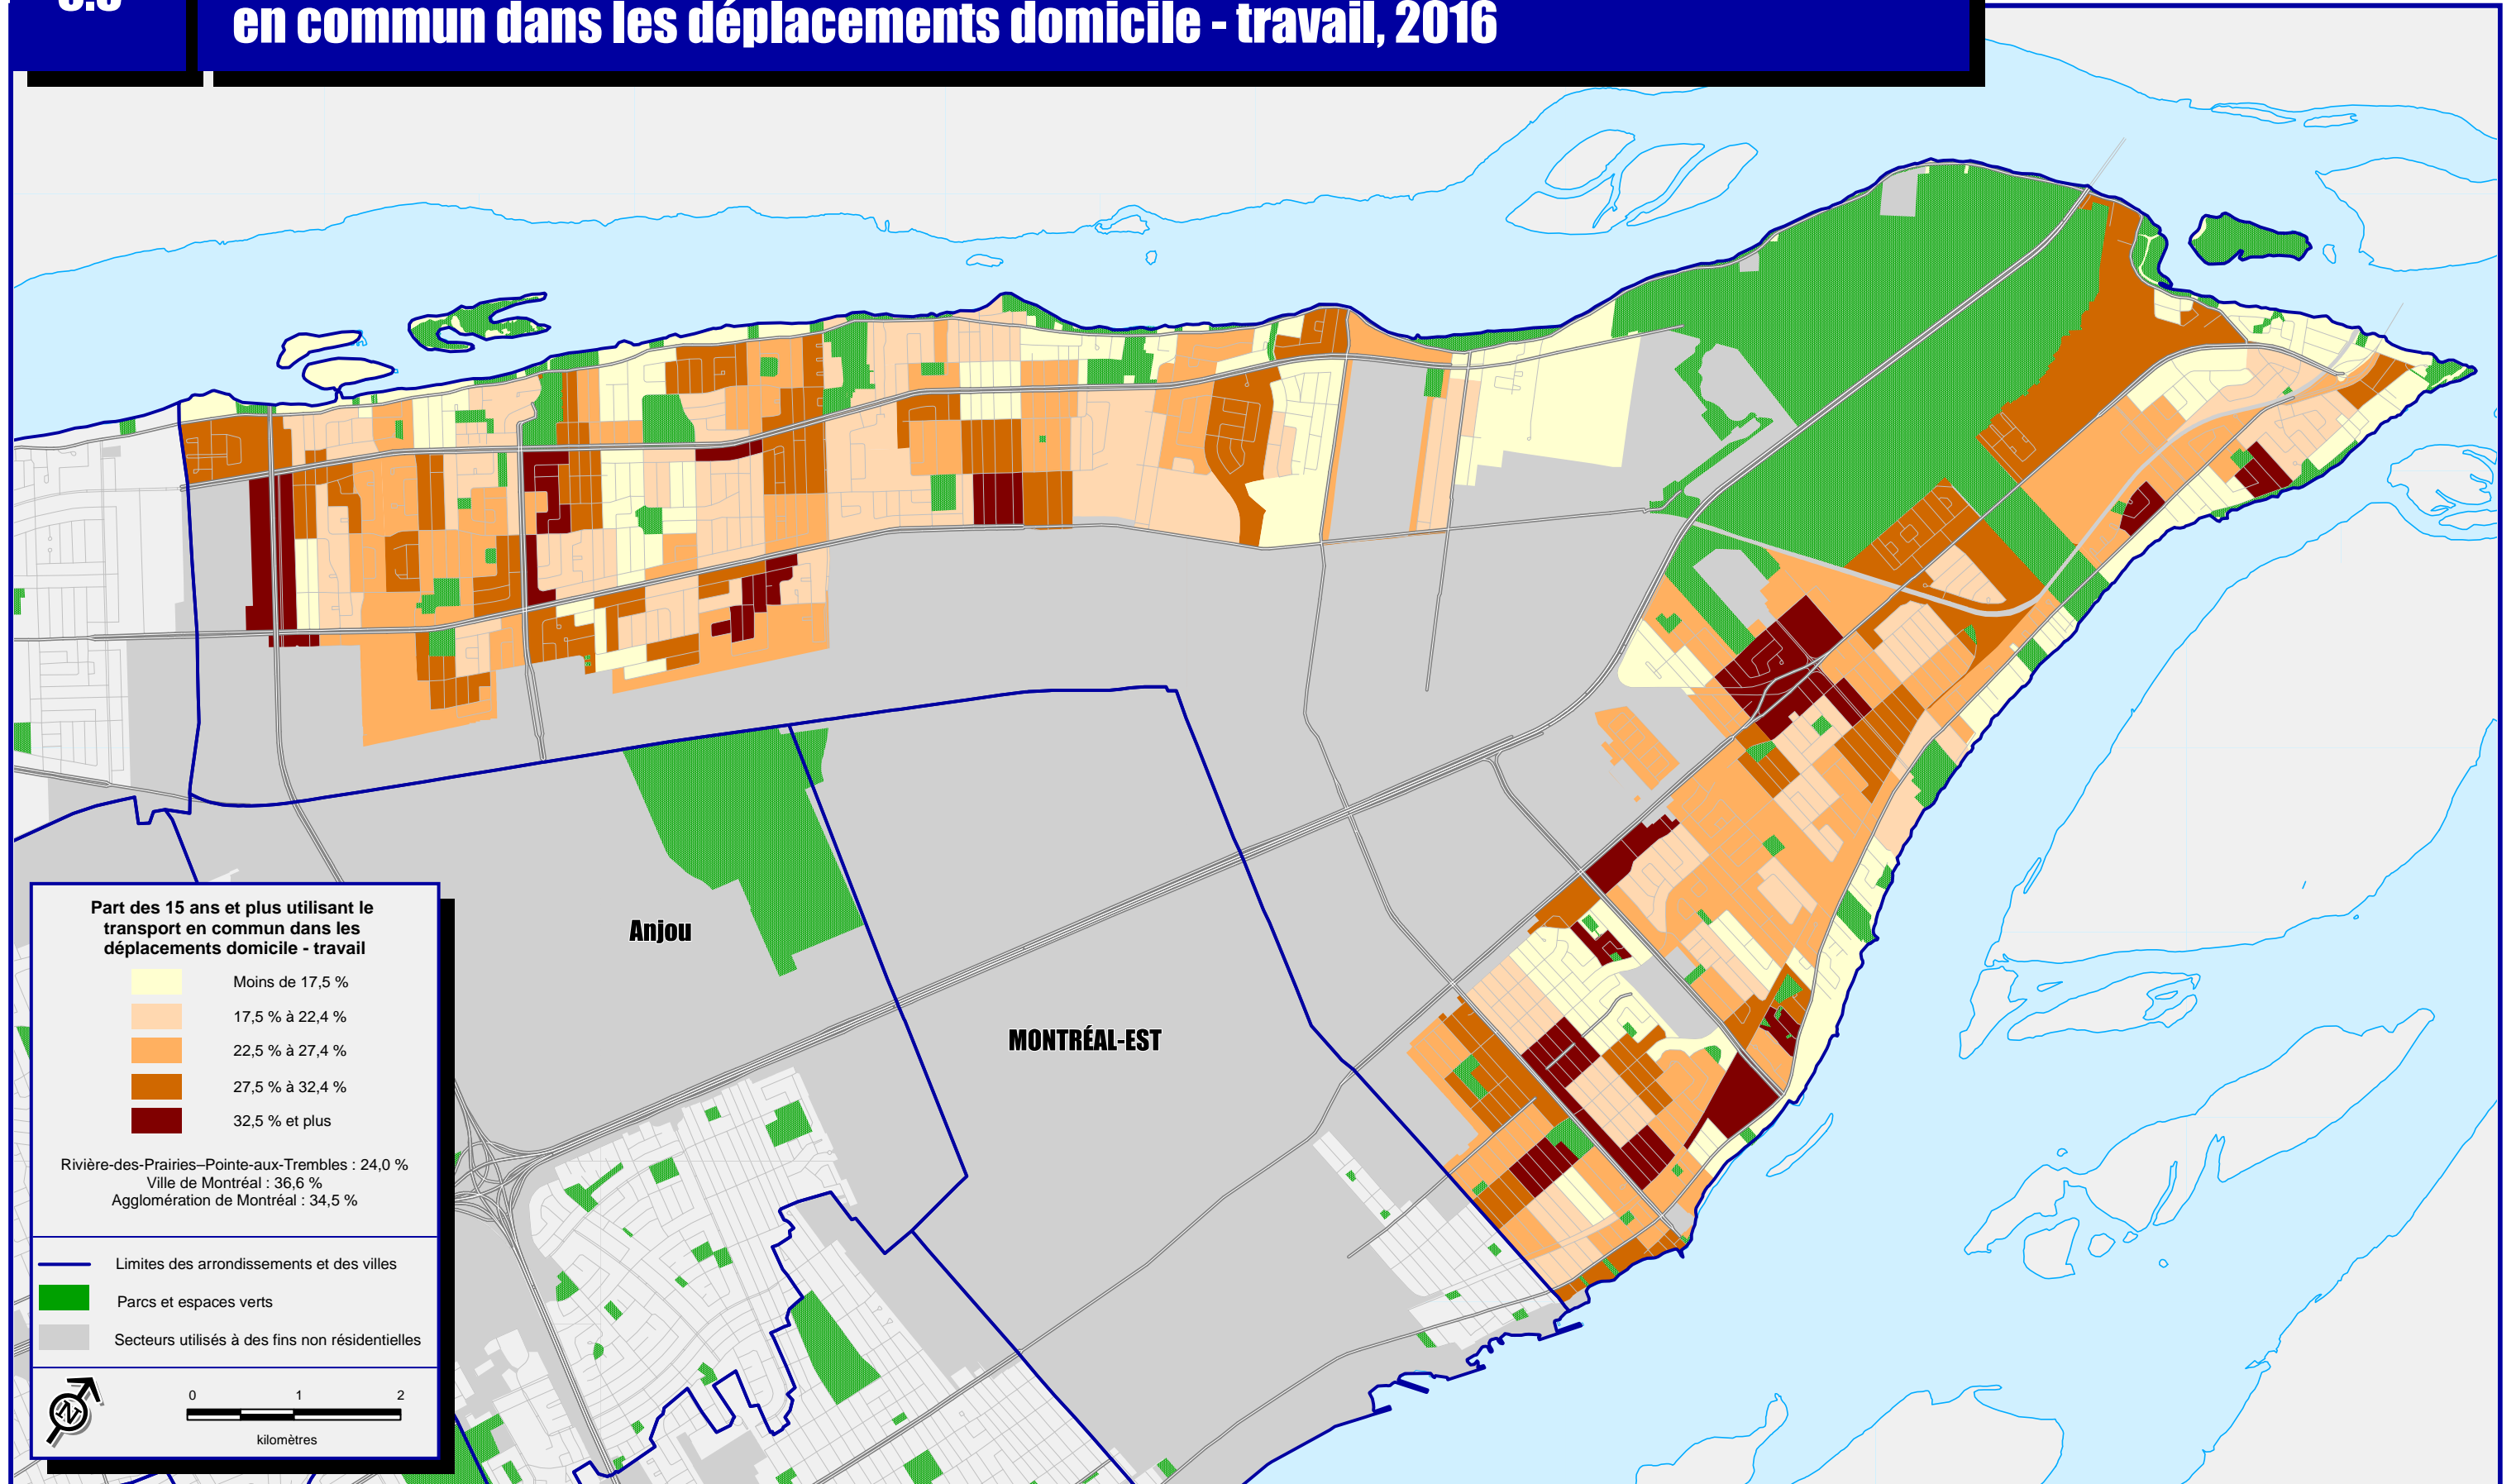 en commun dans les déplacements domicile - travail, 2016
Anjou
MONTRÉAL-EST
Part des 15 ans et plus utilisant le
transport en commun dans les
déplacements domicile - travail
Moins de 17,5 %
17,5 % à 22,4 %
22,5 % à 27,4 %
27,5 % à 32,4 %
32,5 % et plus
Rivière-des-Prairies–Pointe-aux-Trembles : 24,0 %
Ville de Montréal : 36,6 %
Agglomération de Montréal : 34,5 %
Limites des arrondissements et des villes
Parcs et espaces verts
Secteurs utilisés à des fins non résidentielles
N
0 1 2
kilomètres